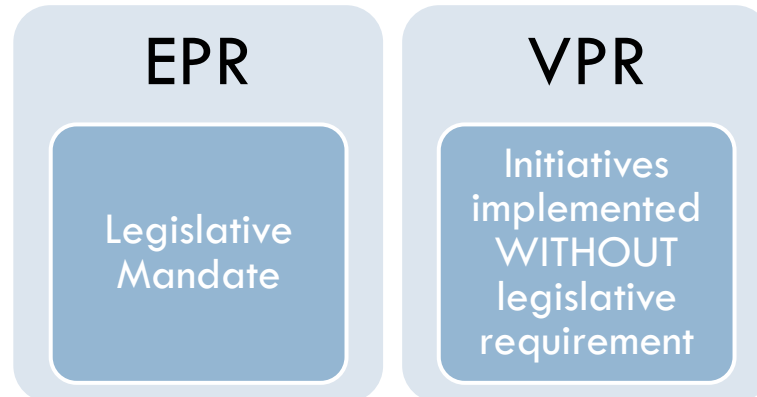 EPR
Legislative
Mandate
VPR
Initiatives
implemented
WITHOUT
legislative
requirement